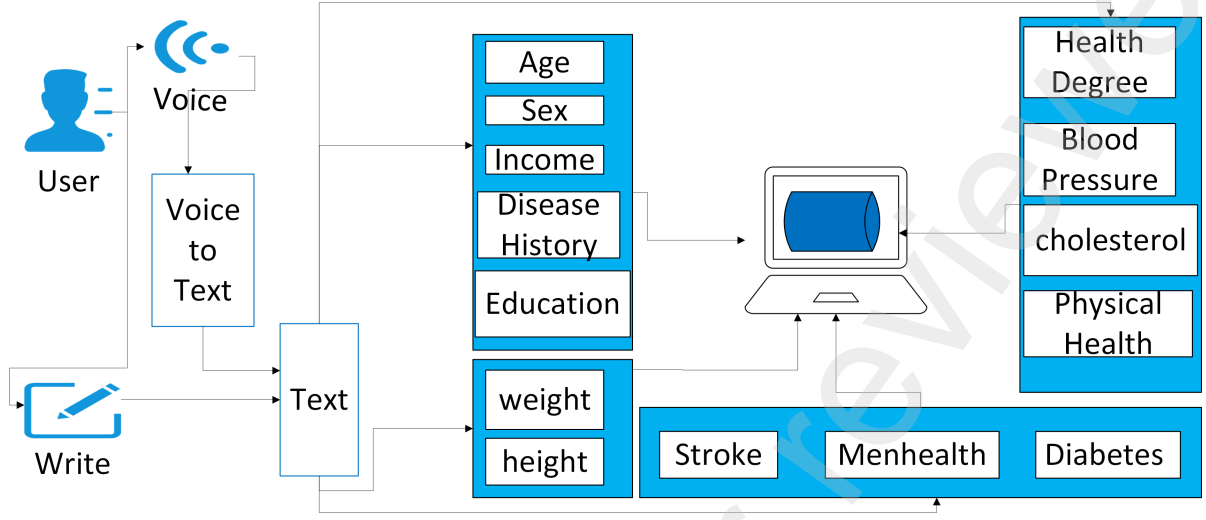 Voice
User
Voice
to
Text
Write
Text
Age
Sex
Income
Disease
History
Education
weight
height
Health
Degree
Blood
Pressure
cholesterol
Physical
Health
Stroke
Menhealth
Diabetes
review